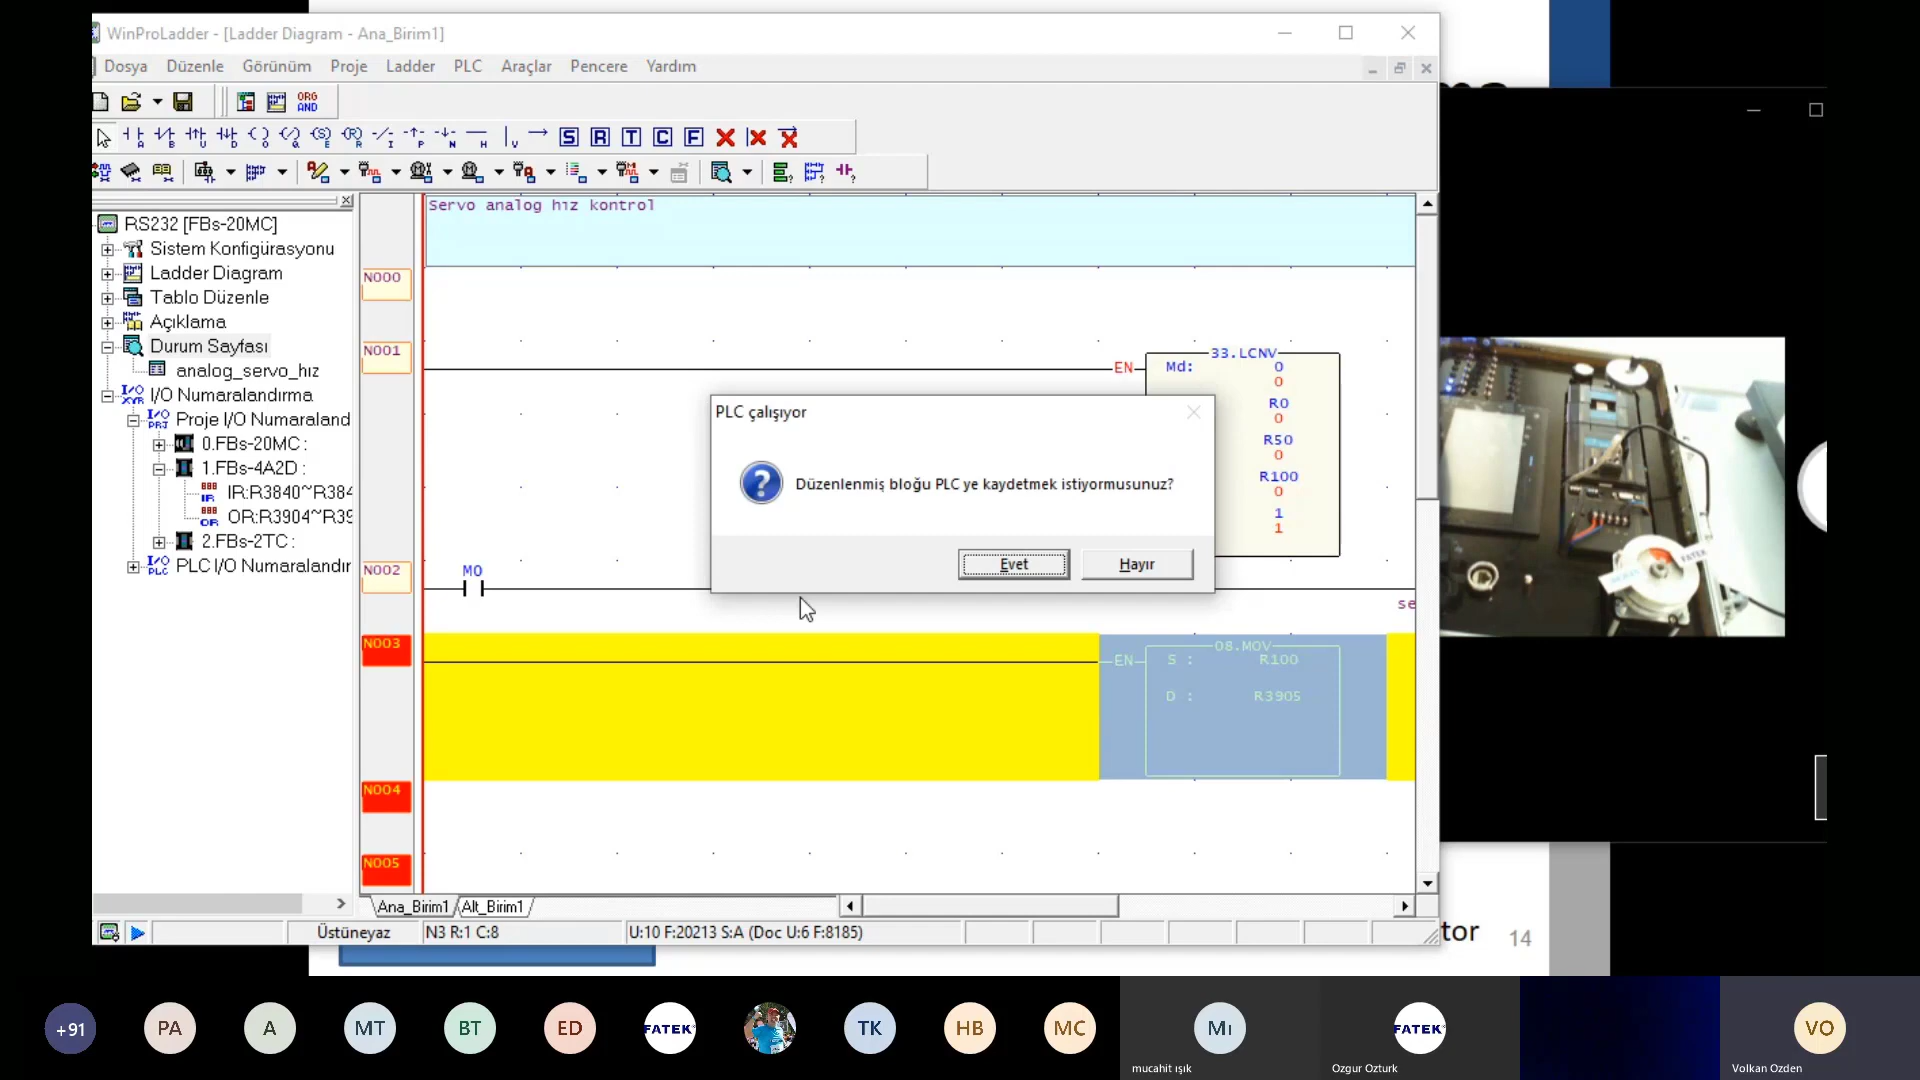 WinProLadder - [Ladder Diagram - Ana_Birim1]
Dosya Düzenle Görünüm Proje Ladder PLC Araçlar Pencere Yardım
ORG
AND
A B U D O Q E R I P N H V S R T C F
RS232 [FBs-20MC]
Sistem Konfigürasyonu
Ladder Diagram
Tablo Düzenle
Açıklama
Durum Sayfası
analog_servo_hız
I/O Numaralandırma
Proje I/O Numaraland
0.FBs-20MC :
1.FBs-4A2D :
IR:R3840~R384
OR:R3904~R39
2.FBs-2TC :
PLC I/O Numaralandır
Servo analog hız kontrol
N000
N001
EN
33.LCNV
Md: 0
0
R0
0
R50
0
R100
0
1
1
PLC çalışıyor
Düzenlenmiş bloğu PLC ye kaydetmek istiyormusunuz?
Evet Hayır
N002
M0
se
N003
EN
08.MOV
S : R100
D : R3905
N004
N005
Ana_Birim1 Alt_Birim1
Üstüneyaz N3 R:1 C:8 U:10 F:20213 S:A (Doc U:6 F:8185)
FATEK
tor 14
+91 PA A MT BT ED FATEK TK HB MC Mı FATEK VO
mucahit ışık Ozgur Ozturk Volkan Ozden